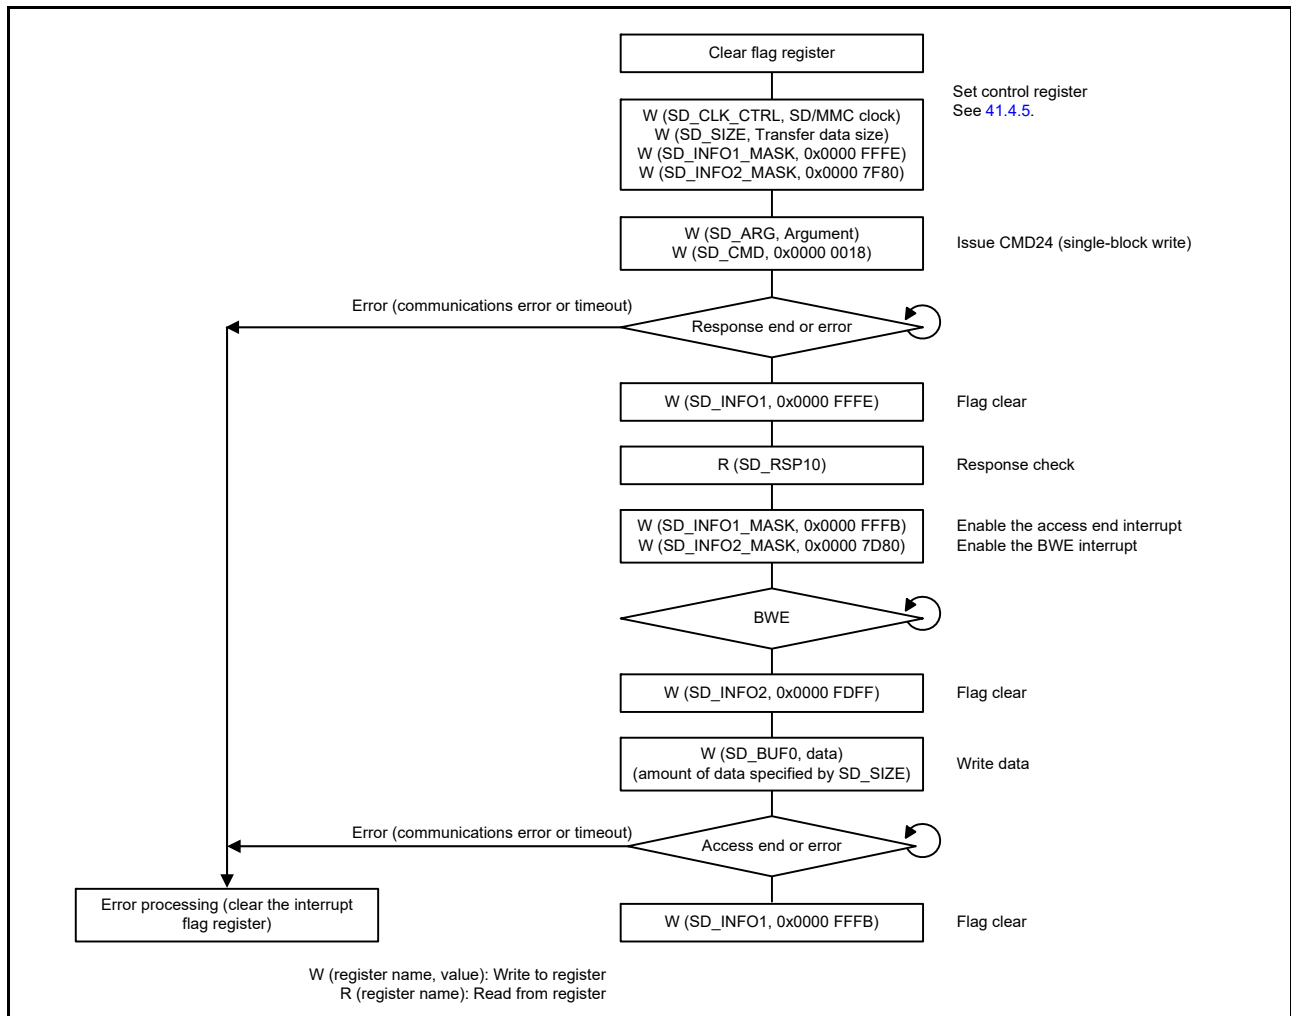 Clear flag register
Set control register
See 41.4.5.
W (SD_CLK_CTRL, SD/MMC clock)
W (SD_SIZE, Transfer data size)
W (SD_INFO1_MASK, 0x0000 FFFE)
W (SD_INFO2_MASK, 0x0000 7F80)
W (SD_ARG, Argument)
W (SD_CMD, 0x0000 0018)
Issue CMD24 (single-block write)
Error (communications error or timeout)
Response end or error
W (SD_INFO1, 0x0000 FFFE)
Flag clear
R (SD_RSP10)
Response check
W (SD_INFO1_MASK, 0x0000 FFFB)
W (SD_INFO2_MASK, 0x0000 7D80)
Enable the access end interrupt
Enable the BWE interrupt
BWE
W (SD_INFO2, 0x0000 FDFF)
Flag clear
W (SD_BUF0, data)
(amount of data specified by SD_SIZE)
Write data
Error (communications error or timeout)
Access end or error
Error processing (clear the interrupt
flag register)
W (SD_INFO1, 0x0000 FFFB)
Flag clear
W (register name, value): Write to register
R (register name): Read from register